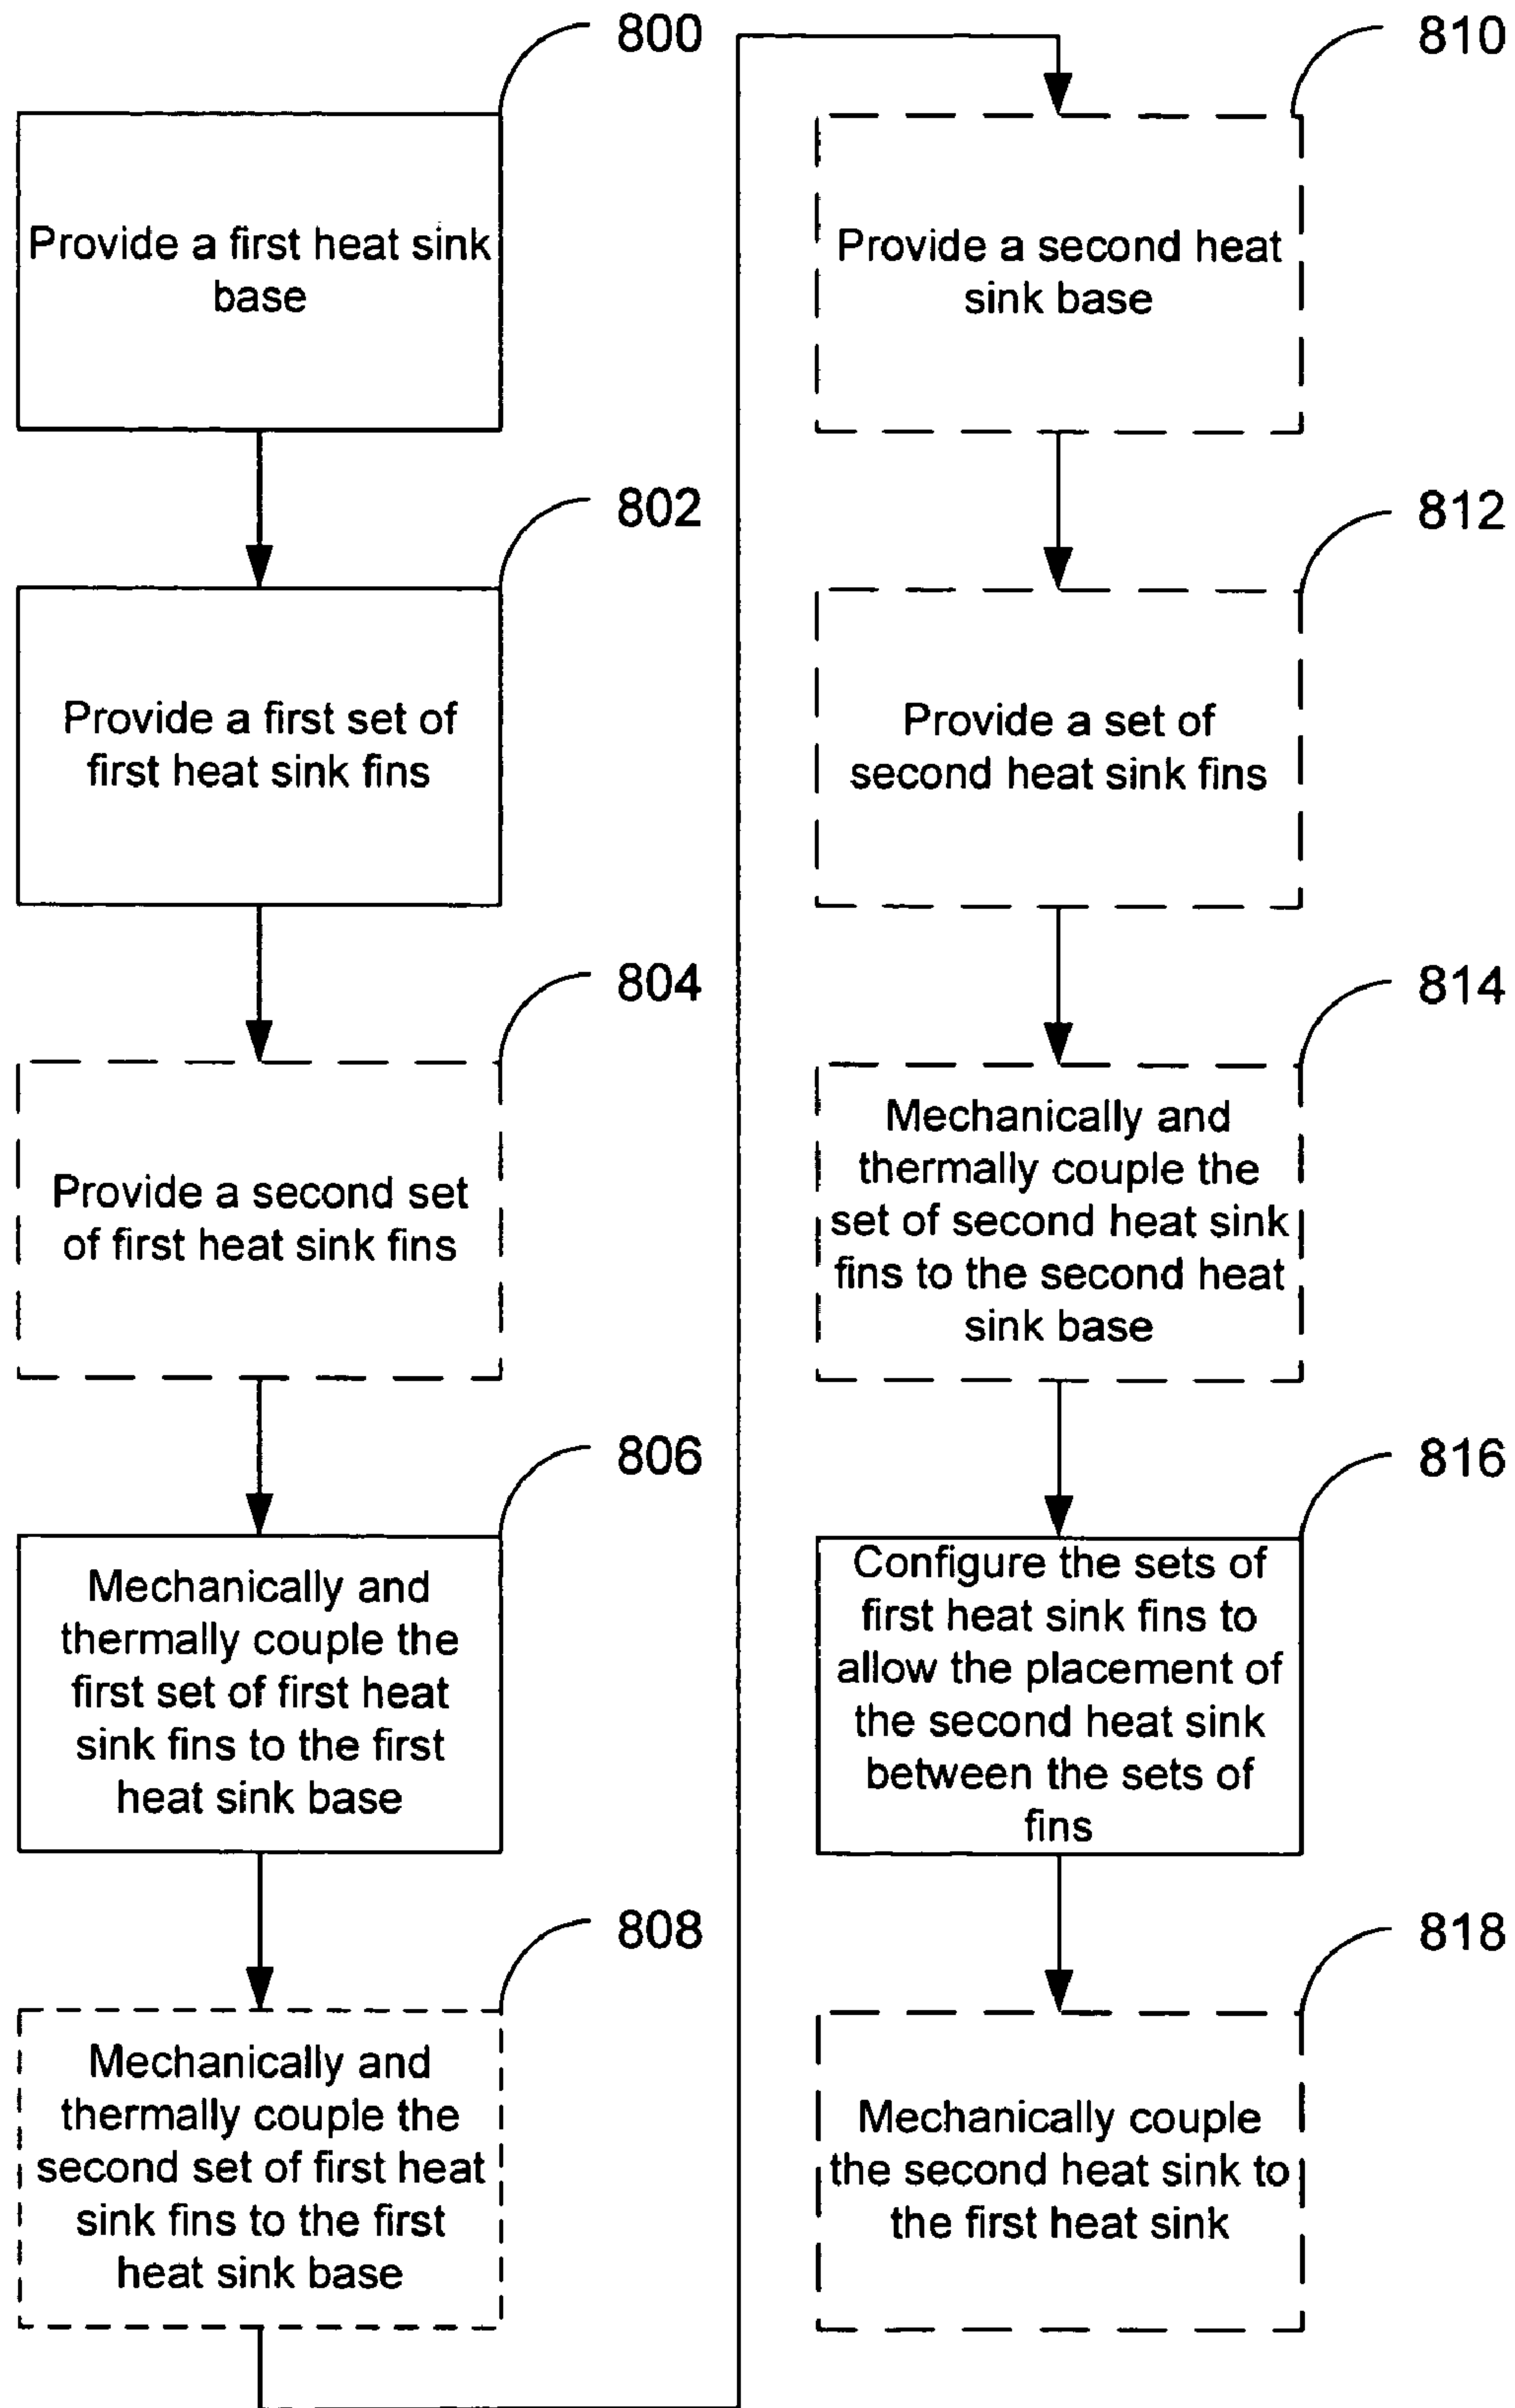 800
Provide a first heat sink
base
802
Provide a first set of
first heat sink fins
804
Provide a second set
of first heat sink fins
806
Mechanically and
thermally couple the
first set of first heat
sink fins to the first
heat sink base
808
Mechanically and
thermally couple the
second set of first heat
sink fins to the first
heat sink base
810
Provide a second heat
sink base
812
Provide a set of
second heat sink fins
814
Mechanically and
thermally couple the
set of second heat sink
fins to the second heat
sink base
816
Configure the sets of
first heat sink fins to
allow the placement of
the second heat sink
between the sets of
fins
818
Mechanically couple
the second heat sink to
the first heat sink